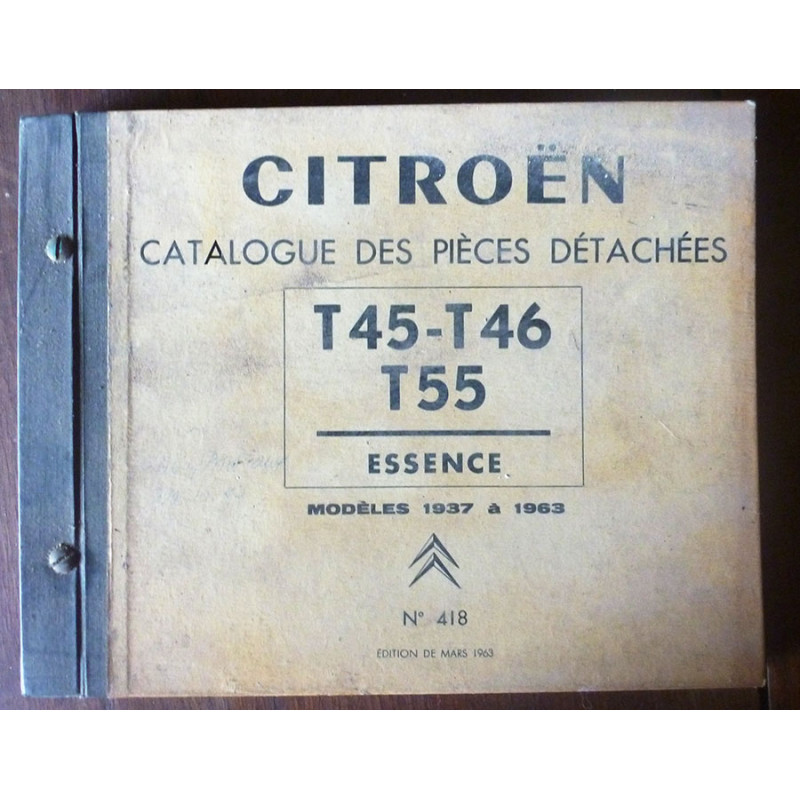 CITROËN
CATALOGUE DES PIÈCES DÉTACHÉES
T45-T46
T55
ESSENCE
MODÈLES 1937 à 1963
N° 418
ÉDITION DE MARS 1963